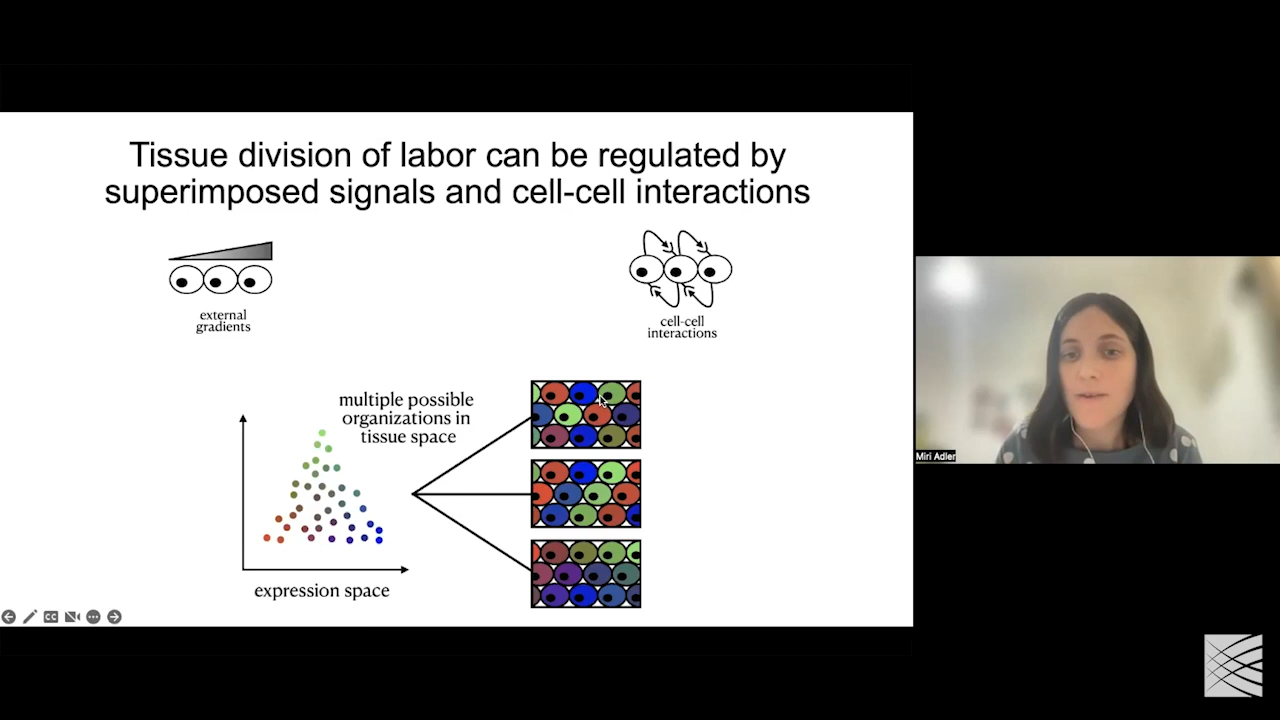 Tissue division of labor can be regulated by
superimposed signals and cell-cell interactions
external
gradients
cell-cell
interactions
multiple possible
organizations in
tissue space
expression space
CC
Miri Adler